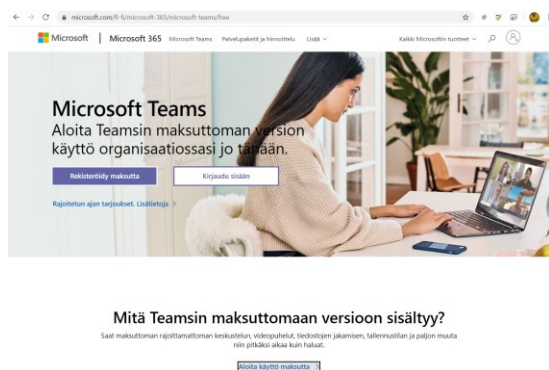 microsoft.com/fi-fi/microsoft-365/microsoft-teams/free
Microsoft | Microsoft 365 Microsoft Teams Palvelupaketit ja hinnoittelu Lisää Kaikki Microsoftin tuotteet
Microsoft Teams
Aloita Teamsin maksuttoman version
käyttö organisaatiossasi jo tänään.
Rekisteröidy maksutta Kirjaudu sisään
Rajoitetun ajan tarjoukset. Lisätietoja >
Mitä Teamsin maksuttomaan versioon sisältyy?
Saat maksuttoman rajoittamattoman keskustelun, videopuhelut, tiedostojen jakamisen, tallennustilan ja paljon muuta
niin pitkäksi aikaa kuin haluat.
Aloita käyttö maksutta >